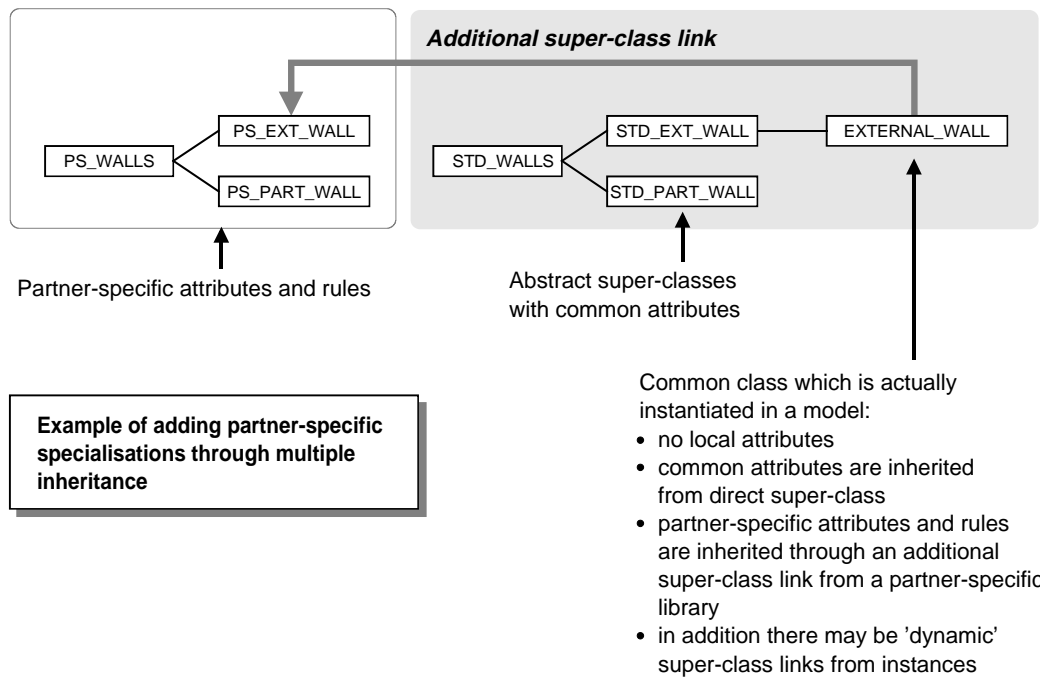 Additional super-class link
PS_EXT_WALL
STD_EXT_WALL
EXTERNAL_WALL
PS_WALLS
STD_WALLS
PS_PART_WALL
STD_PART_WALL
Partner-specific attributes and rules
Abstract super-classes
with common attributes
Example of adding partner-specific
specialisations through multiple
inheritance
Common class which is actually
instantiated in a model:
• no local attributes
• common attributes are inherited
from direct super-class
• partner-specific attributes and rules
are inherited through an additional
super-class link from a partner-specific
library
• in addition there may be ’dynamic’
super-class links from instances